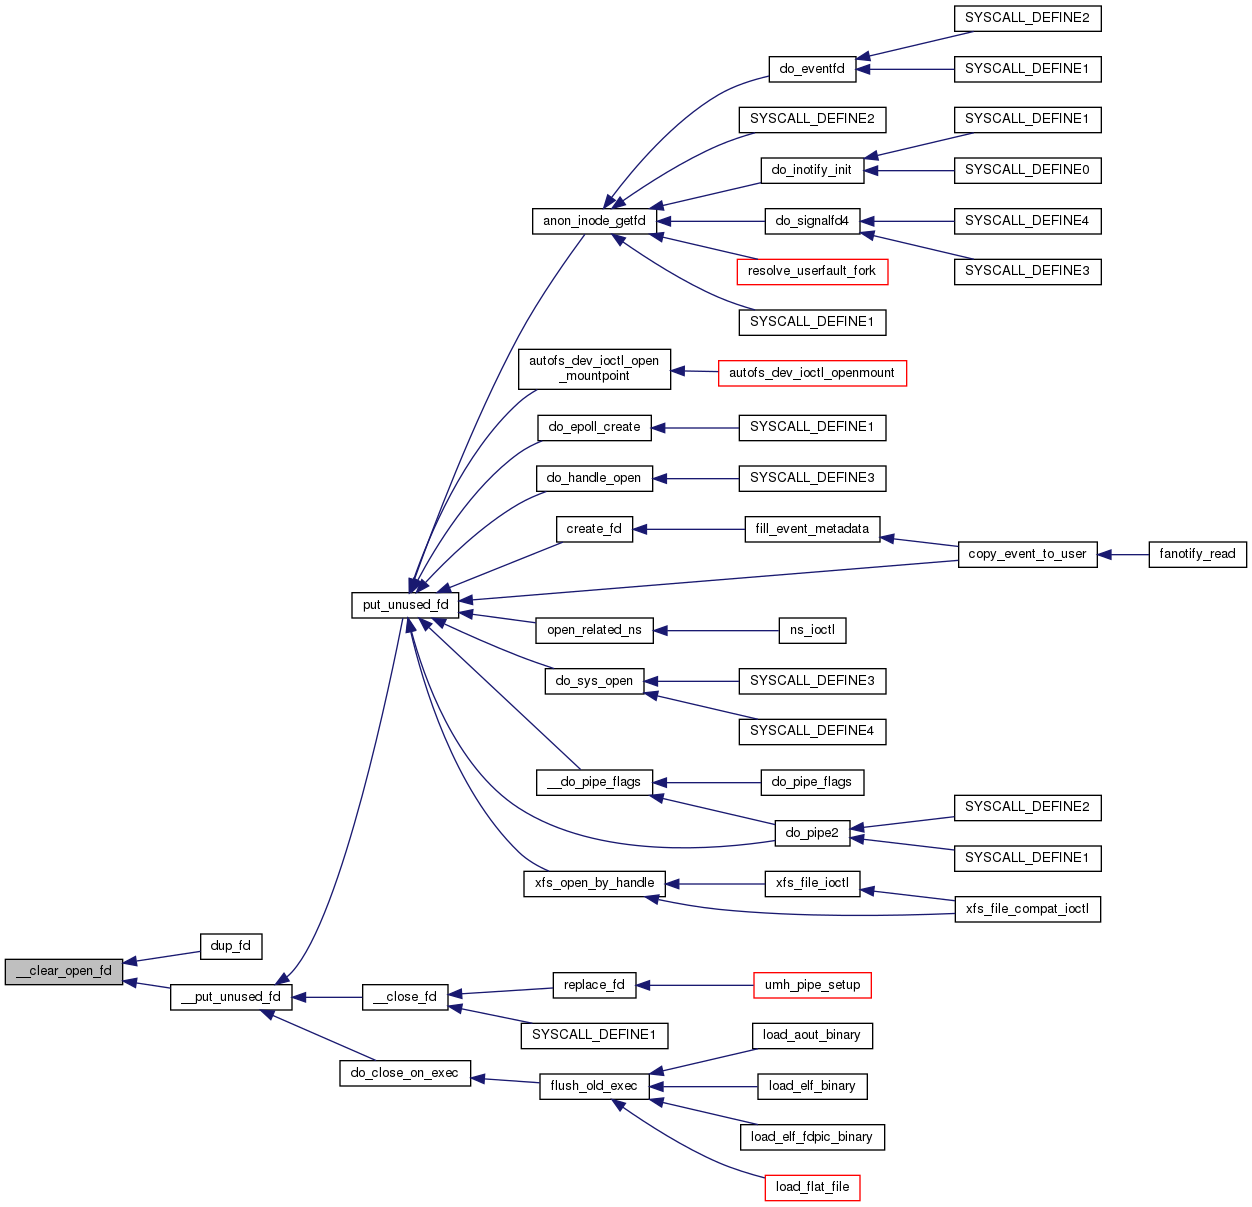 SYSCALL_DEFINE2
do_eventfd
SYSCALL_DEFINE1
SYSCALL_DEFINE2
SYSCALL_DEFINE1
do_inotify_init
SYSCALL_DEFINE0
anon_inode_getfd
do_signalfd4
SYSCALL_DEFINE4
resolve_userfault_fork
SYSCALL_DEFINE3
SYSCALL_DEFINE1
autofs_dev_ioctl_open
_mountpoint
autofs_dev_ioctl_openmount
do_epoll_create
SYSCALL_DEFINE1
do_handle_open
SYSCALL_DEFINE3
create_fd
fill_event_metadata
copy_event_to_user
fanotify_read
put_unused_fd
open_related_ns
ns_ioctl
do_sys_open
SYSCALL_DEFINE3
SYSCALL_DEFINE4
__do_pipe_flags
do_pipe_flags
SYSCALL_DEFINE2
do_pipe2
SYSCALL_DEFINE1
xfs_open_by_handle
xfs_file_ioctl
xfs_file_compat_ioctl
dup_fd
__clear_open_fd
__put_unused_fd
__close_fd
replace_fd
umh_pipe_setup
SYSCALL_DEFINE1
load_aout_binary
do_close_on_exec
flush_old_exec
load_elf_binary
load_elf_fdpic_binary
load_flat_file